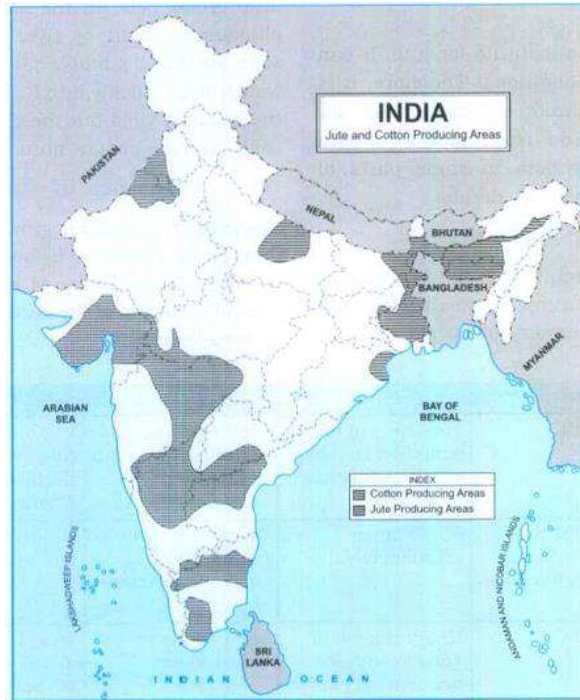 INDIA
Jute and Cotton Producing Areas
PAKISTAN
NEPAL
BHUTAN
BANGLADESH
MYANMAR
ARABIAN
SEA
BAY OF
BENGAL
INDEX
Cotton Producing Areas
Jute Producing Areas
LAKSHADWEEP ISLANDS
ANDAMAN AND NICOBAR ISLANDS
SRI
LANKA
INDIAN OCEAN